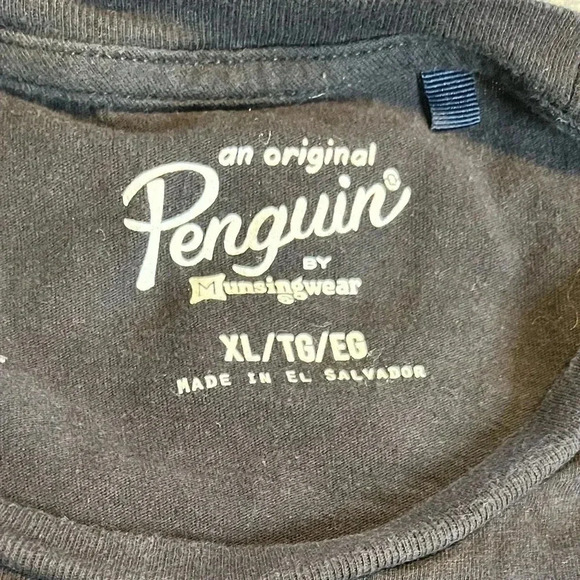 an original
Penguin®
BY
Munsingwear
XL/TG/EG
MADE IN EL SALVADOR